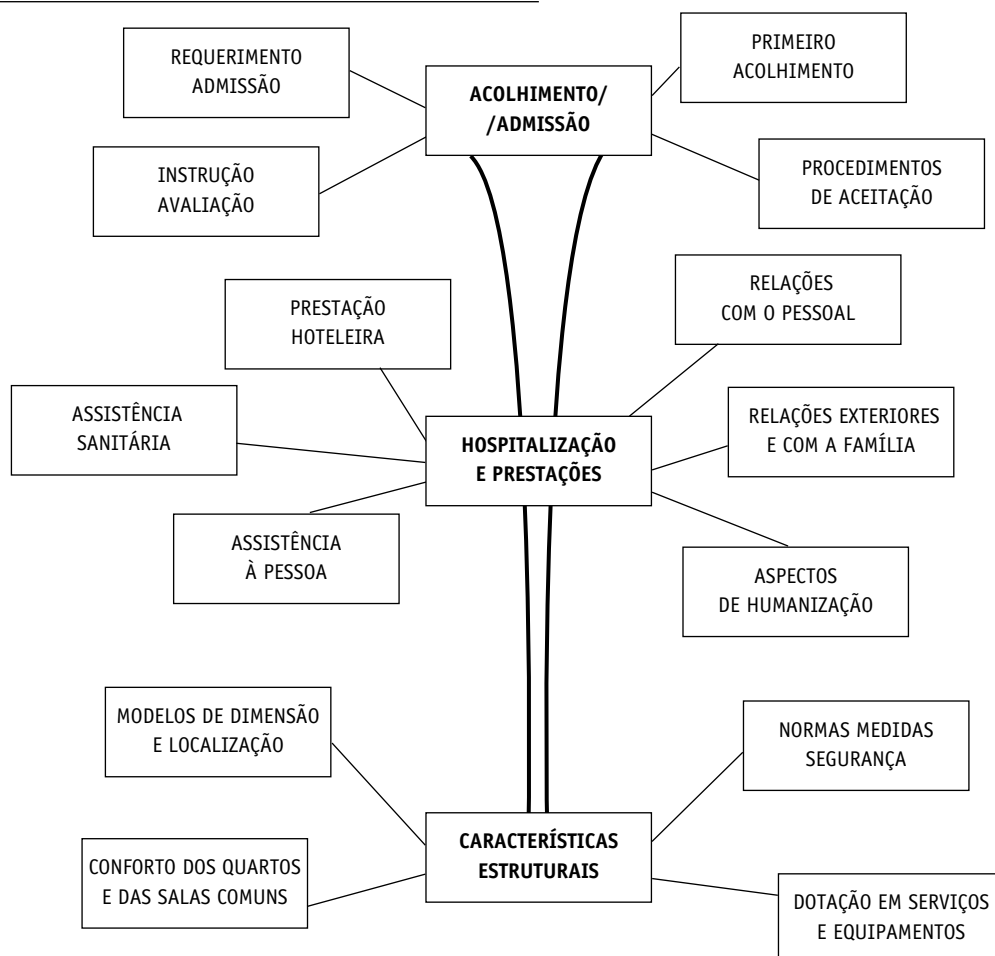 REQUERIMENTO
ADMISSÃO
PRIMEIRO
ACOLHIMENTO
ACOLHIMENTO/
/ADMISSÃO
INSTRUÇÃO
AVALIAÇÃO
PROCEDIMENTOS
DE ACEITAÇÃO
PRESTAÇÃO
HOTELEIRA
RELAÇÕES
COM O PESSOAL
ASSISTÊNCIA
SANITÁRIA
HOSPITALIZAÇÃO
E PRESTAÇÕES
RELAÇÕES EXTERIORES
E COM A FAMÍLIA
ASSISTÊNCIA
À PESSOA
ASPECTOS
DE HUMANIZAÇÃO
MODELOS DE DIMENSÃO
E LOCALIZAÇÃO
NORMAS MEDIDAS
SEGURANÇA
CARACTERÍSTICAS
ESTRUTURAIS
CONFORTO DOS QUARTOS
E DAS SALAS COMUNS
DOTAÇÃO EM SERVIÇOS
E EQUIPAMENTOS